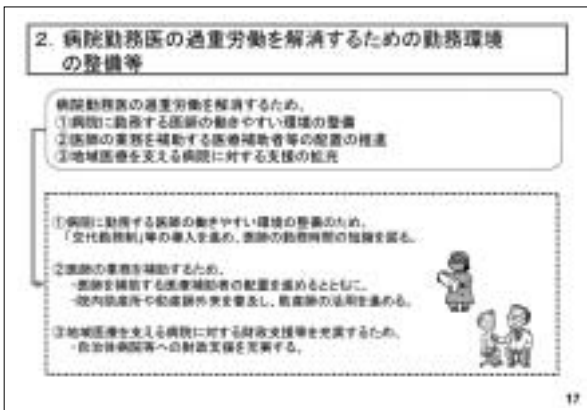 2. 病院勤務医の過重労働を解消するための勤務環境
の整備等
病院勤務医の過重労働を解消するため、
①病院に勤務する医師の働きやすい環境の整備
②医師の業務を補助する医療補助者等の配置の推進
③地域医療を支える病院に対する支援の拡充
①病院に勤務する医師の働きやすい環境の整備のため、
「交代勤務制」等の導入を進め、医師の勤務時間の短縮を図る。
②医師の業務を補助するため、
・医師を補助する医療補助者の配置を進めるとともに、
・院内助産所や助産師外来を普及し、助産師の活用を進める。
③地域医療を支える病院に対する財政支援等を充実するため、
・自治体病院等への財政支援を充実する。
17